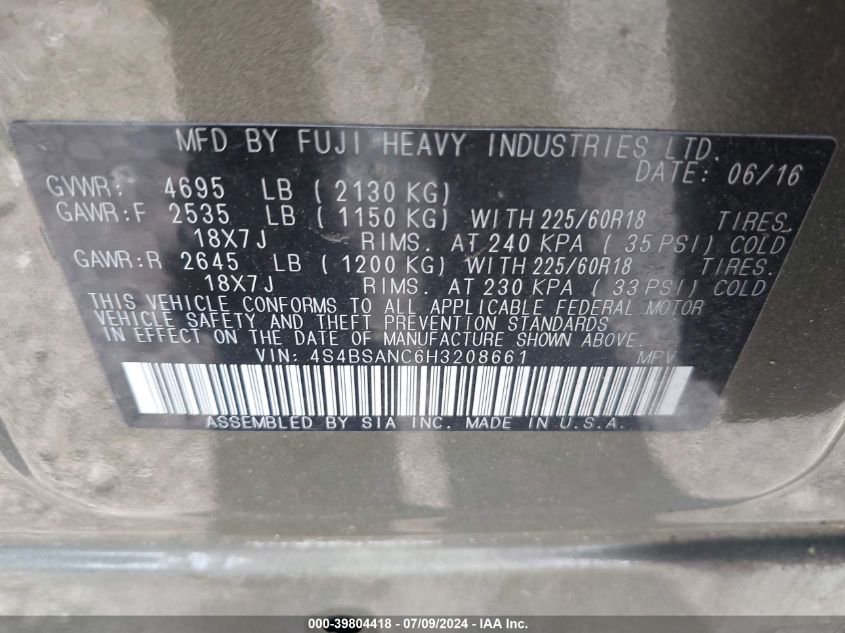 MFD BY FUJI HEAVY INDUSTRIES LTD.
DATE: 06/16
GVWR: 4695 LB ( 2130 KG)
GAWR:F 2535 LB ( 1150 KG) WITH 225/60R18 TIRES.
18X7J RIMS. AT 240 KPA ( 35 PSI) COLD
GAWR:R 2645 LB ( 1200 KG) WITH 225/60R18 TIRES.
18X7J RIMS. AT 230 KPA ( 33 PSI) COLD
THIS VEHICLE CONFORMS TO ALL APPLICABLE FEDERAL MOTOR
VEHICLE SAFETY AND THEFT PREVENTION STANDARDS
IN EFFECT ON THE DATE OF MANUFACTURE SHOWN ABOVE.
VIN: 4S4BSANC6H3208661 MPV
ASSEMBLED BY SIA INC. MADE IN U.S.A.
000-39804418 - 07/09/2024 - IAA Inc.